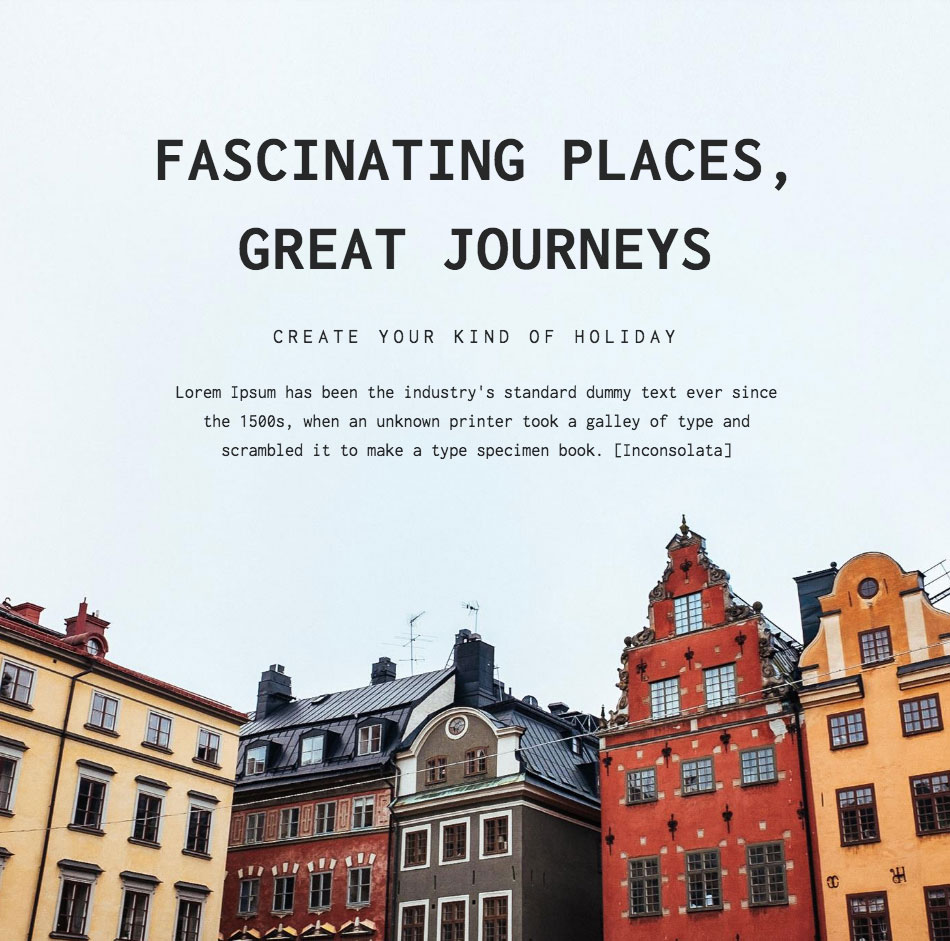 FASCINATING PLACES,
GREAT JOURNEYS
CREATE YOUR KIND OF HOLIDAY
Lorem Ipsum has been the industry's standard dummy text ever since
the 1500s, when an unknown printer took a galley of type and
scrambled it to make a type specimen book. [Inconsolata]